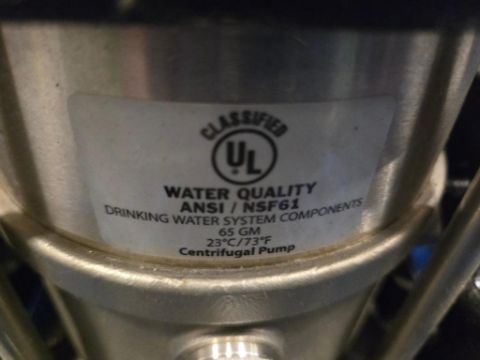 CLASSIFIED
UL
WATER QUALITY
ANSI / NSF61
DRINKING WATER SYSTEM COMPONENTS
65 GM
23°C/73°F
Centrifugal Pump